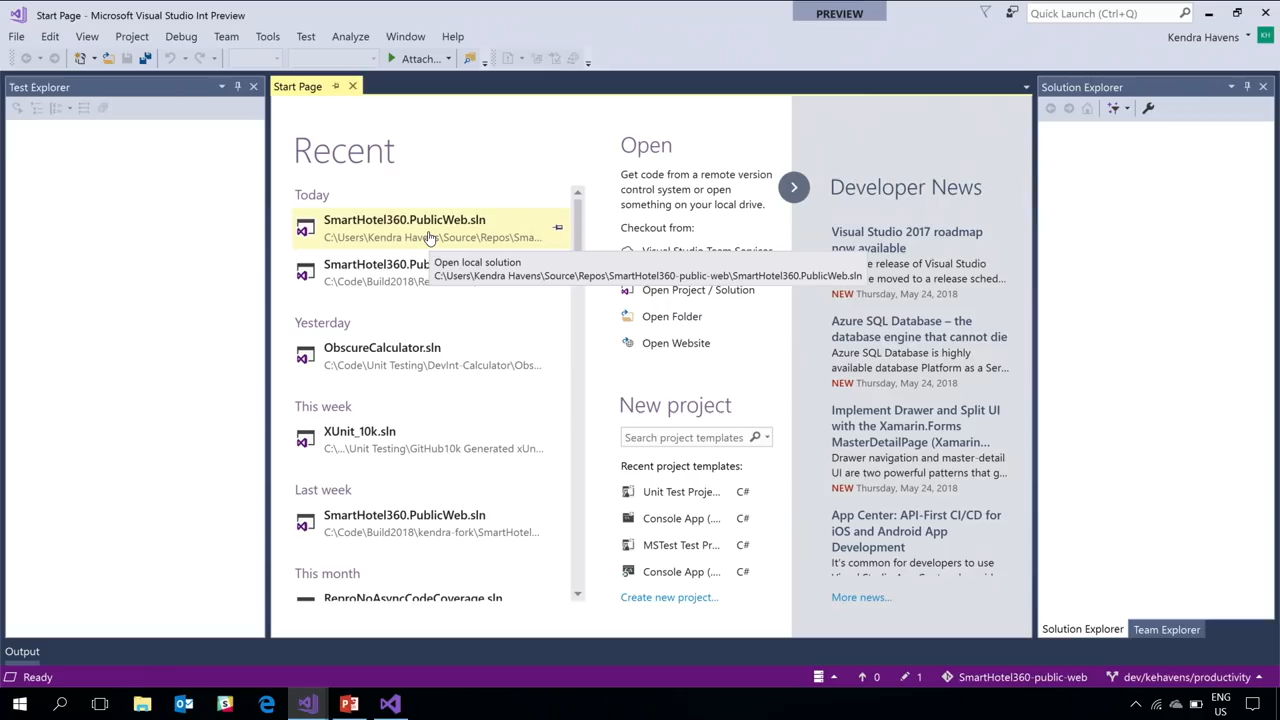 Start Page - Microsoft Visual Studio Int Preview
PREVIEW
Quick Launch (Ctrl+Q)
File Edit View Project Debug Team Tools Test Analyze Window Help
Kendra Havens
KH
Attach...
Test Explorer
Start Page
Solution Explorer
Recent
Today
SmartHotel360.PublicWeb.sln
C:\Users\Kendra Havens\Source\Repos\Sma...
SmartHotel360.Pub
C:\Code\Build2018\Re
Open local solution
C:\Users\Kendra Havens\Source\Repos\SmartHotel360-public-web\SmartHotel360.PublicWeb.sln
Yesterday
ObscureCalculator.sln
C:\Code\Unit Testing\DevInt-Calculator\Obs...
This week
XUnit_10k.sln
C:\...\Unit Testing\GitHub10k Generated xUn...
Last week
SmartHotel360.PublicWeb.sln
C:\Code\Build2018\kendra-fork\SmartHotel...
This month
ReproNoAsyncCodeCoverage.sln
Open
Get code from a remote version
control system or open
something on your local drive.
Checkout from:
Visual Studio Team Services
Open Project / Solution
Open Folder
Open Website
New project
Search project templates
Recent project templates:
Unit Test Proje... C#
Console App (.... C#
MSTest Test Pr... C#
Console App (.... C#
Create new project...
Developer News
Visual Studio 2017 roadmap
now available
e release of Visual Studio
e moved to a release sched...
NEW Thursday, May 24, 2018
Azure SQL Database – the
database engine that cannot die
Azure SQL Database is highly
available database Platform as a Ser...
NEW Thursday, May 24, 2018
Implement Drawer and Split UI
with the Xamarin.Forms
MasterDetailPage (Xamarin...
Drawer navigation and master-detail
UI are two powerful patterns that g...
NEW Thursday, May 24, 2018
App Center: API-First CI/CD for
iOS and Android App
Development
It's common for developers to use
More news...
Solution Explorer Team Explorer
Output
Ready
0
1
SmartHotel360-public-web
dev/kehavens/productivity
ENG
US